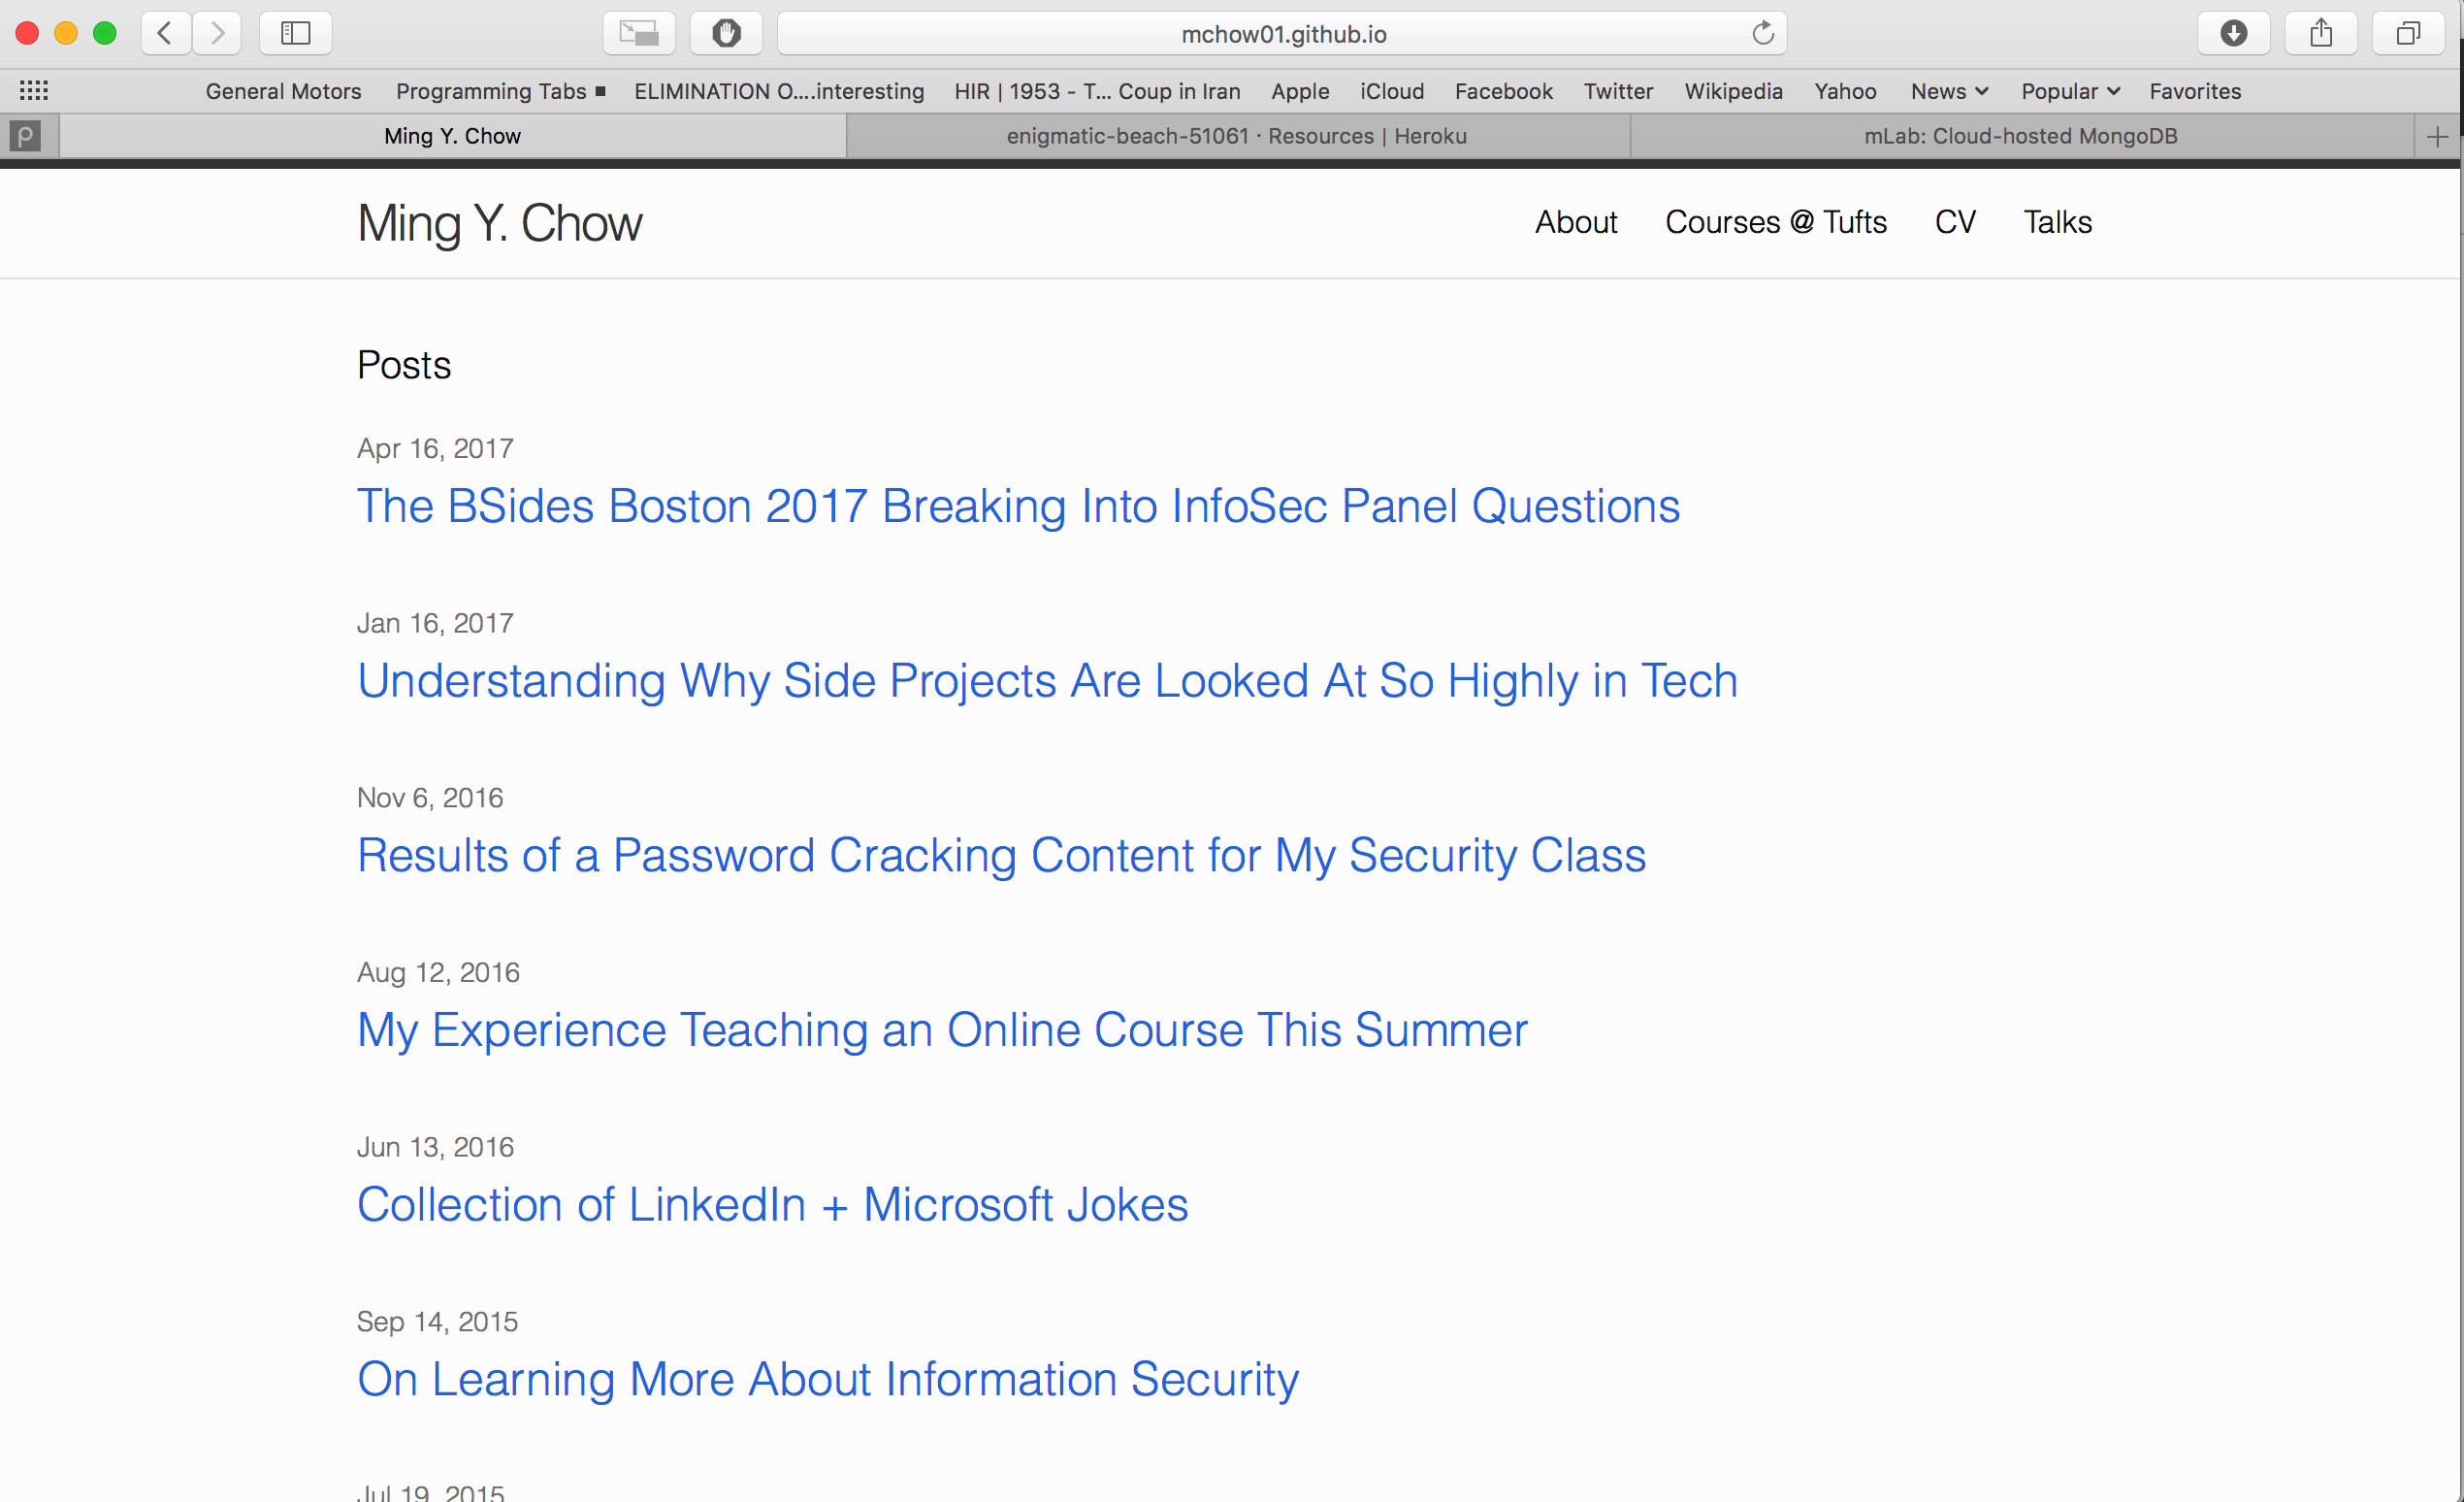 mchow01.github.io
General Motors Programming Tabs ELIMINATION O....interesting HIR | 1953 - T... Coup in Iran Apple iCloud Facebook Twitter Wikipedia Yahoo News Popular Favorites
Ming Y. Chow enigmatic-beach-51061 · Resources | Heroku mLab: Cloud-hosted MongoDB
Ming Y. Chow About Courses @ Tufts CV Talks
Posts
Apr 16, 2017
The BSides Boston 2017 Breaking Into InfoSec Panel Questions
Jan 16, 2017
Understanding Why Side Projects Are Looked At So Highly in Tech
Nov 6, 2016
Results of a Password Cracking Content for My Security Class
Aug 12, 2016
My Experience Teaching an Online Course This Summer
Jun 13, 2016
Collection of LinkedIn + Microsoft Jokes
Sep 14, 2015
On Learning More About Information Security
Jul 19, 2015